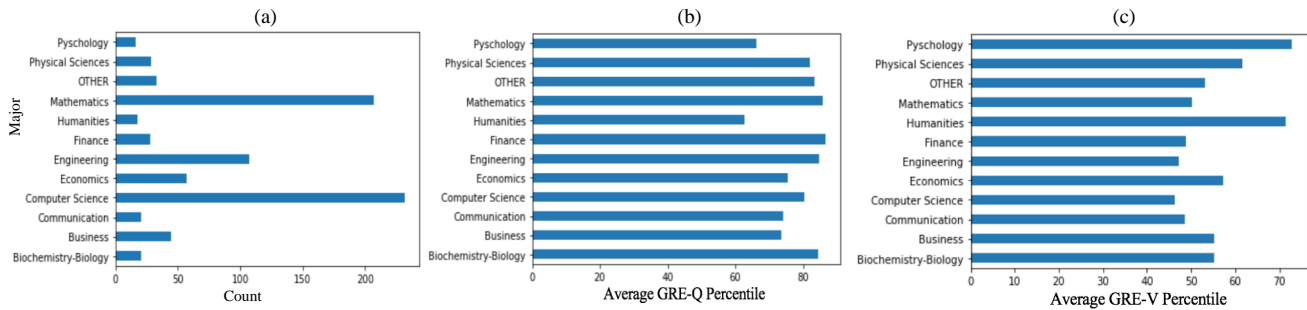 (a)
Major
Pyschology
Physical Sciences
OTHER
Mathematics
Humanities
Finance
Engineering
Economics
Computer Science
Communication
Business
Biochemistry-Biology
0 50 100 150 200
Count
(b)
Pyschology
Physical Sciences
OTHER
Mathematics
Humanities
Finance
Engineering
Economics
Computer Science
Communication
Business
Biochemistry-Biology
0 20 40 60 80
Average GRE-Q Percentile
(c)
Pyschology
Physical Sciences
OTHER
Mathematics
Humanities
Finance
Engineering
Economics
Computer Science
Communication
Business
Biochemistry-Biology
0 10 20 30 40 50 60 70
Average GRE-V Percentile